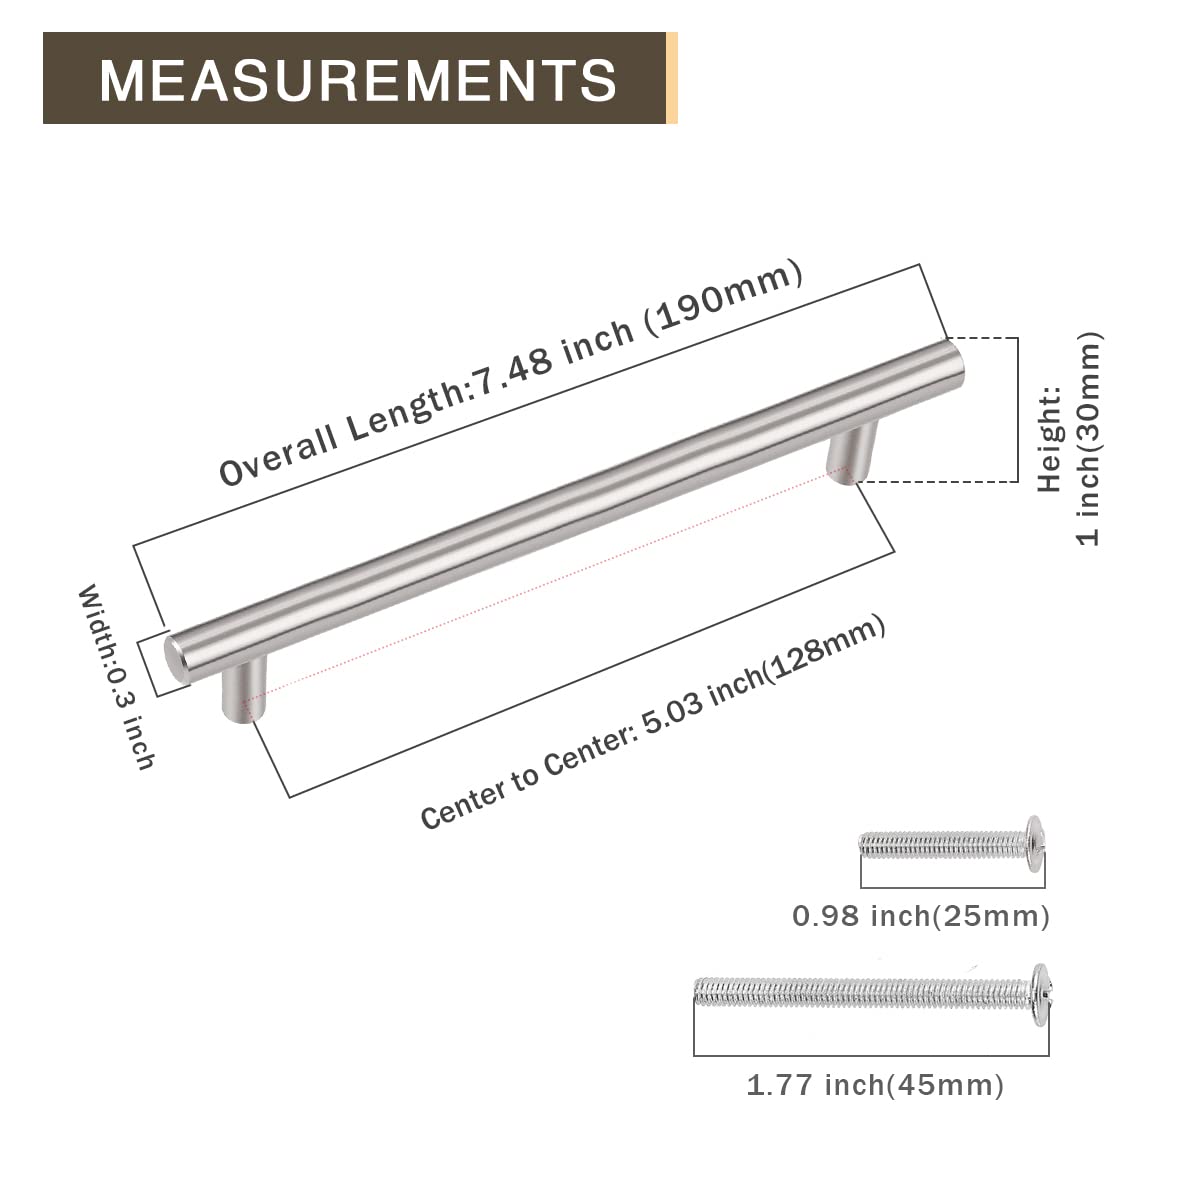 MEASUREMENTS
Overall Length:7.48 inch (190mm)
Height:
1 inch(30mm)
Width:0.3 inch
Center to Center: 5.03 inch(128mm)
0.98 inch(25mm)
1.77 inch(45mm)